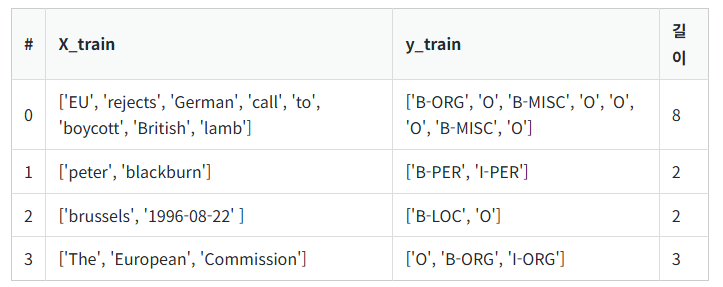 # X_train y_train 길이
0 ['EU', 'rejects', 'German', 'call', 'to', 'boycott', 'British', 'lamb'] ['B-ORG', 'O', 'B-MISC', 'O', 'O', 'O', 'B-MISC', 'O'] 8
1 ['peter', 'blackburn'] ['B-PER', 'I-PER'] 2
2 ['brussels', '1996-08-22' ] ['B-LOC', 'O'] 2
3 ['The', 'European', 'Commission'] ['O', 'B-ORG', 'I-ORG'] 3